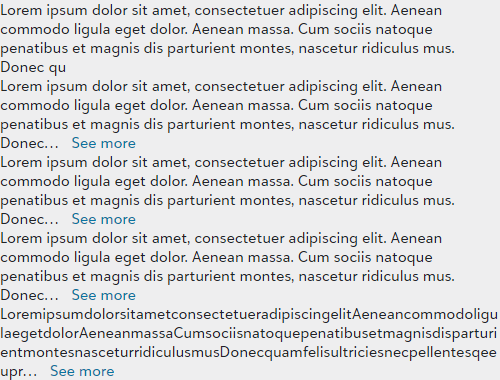 Lorem ipsum dolor sit amet, consectetuer adipiscing elit. Aenean
commodo ligula eget dolor. Aenean massa. Cum sociis natoque
penatibus et magnis dis parturient montes, nascetur ridiculus mus.
Donec qu
Lorem ipsum dolor sit amet, consectetuer adipiscing elit. Aenean
commodo ligula eget dolor. Aenean massa. Cum sociis natoque
penatibus et magnis dis parturient montes, nascetur ridiculus mus.
Donec… See more
Lorem ipsum dolor sit amet, consectetuer adipiscing elit. Aenean
commodo ligula eget dolor. Aenean massa. Cum sociis natoque
penatibus et magnis dis parturient montes, nascetur ridiculus mus.
Donec… See more
Lorem ipsum dolor sit amet, consectetuer adipiscing elit. Aenean
commodo ligula eget dolor. Aenean massa. Cum sociis natoque
penatibus et magnis dis parturient montes, nascetur ridiculus mus.
Donec… See more
LoremipsumdolorsitametconsectetueradipiscingelitAeneancommodoligu
laegetdolorAeneanmassaCumsociisnatoquepenatibusetmagnisdisparturi
entmontesnasceturridiculusmusDonecquamfelisultriciesnecpellentesqee
upr… See more